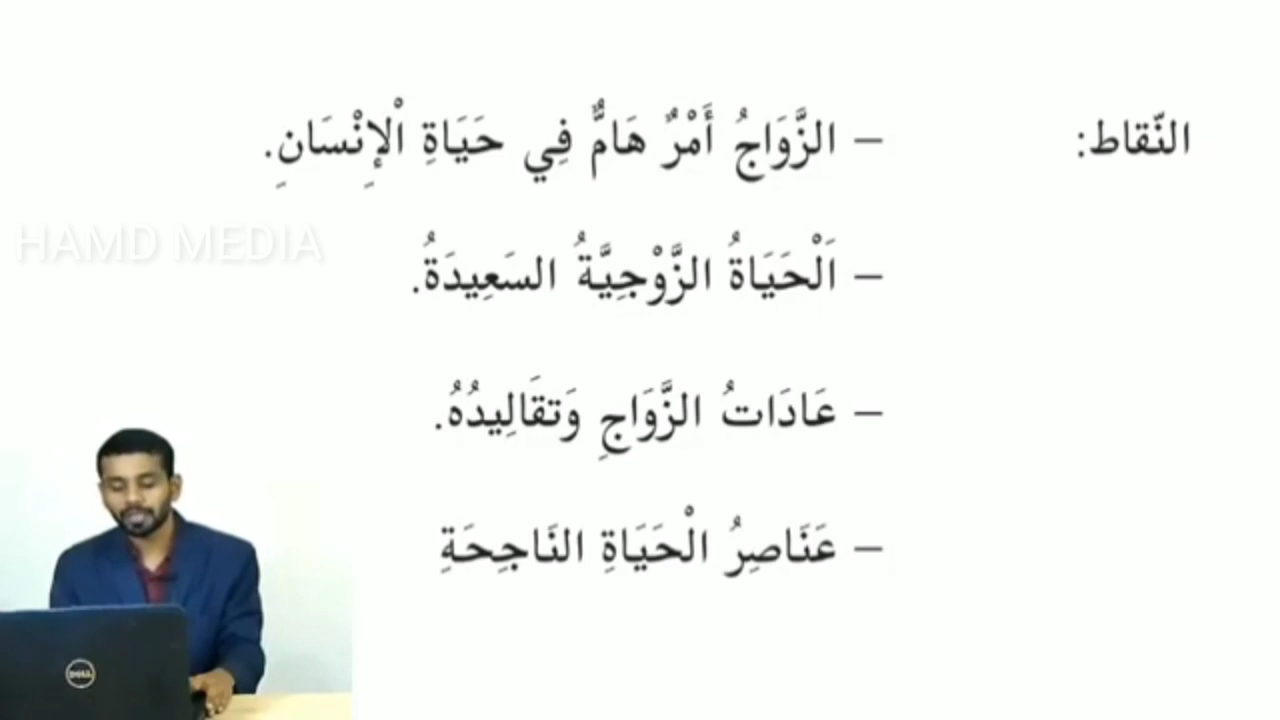 النّقاط: – الزَّوَاجُ أَمْرٌ هَامٌّ فِي حَيَاةِ اْلإِنْسَانِ.
HAMD MEDIA
– اَلْحَيَاةُ الزَّوْجِيَّةُ السَعِيدَةُ.
– عَادَاتُ الزَّوَاجِ وَتقَالِيدُهُ.
– عَنَاصِرُ الْحَيَاةِ النَاجِحَةِ
DELL